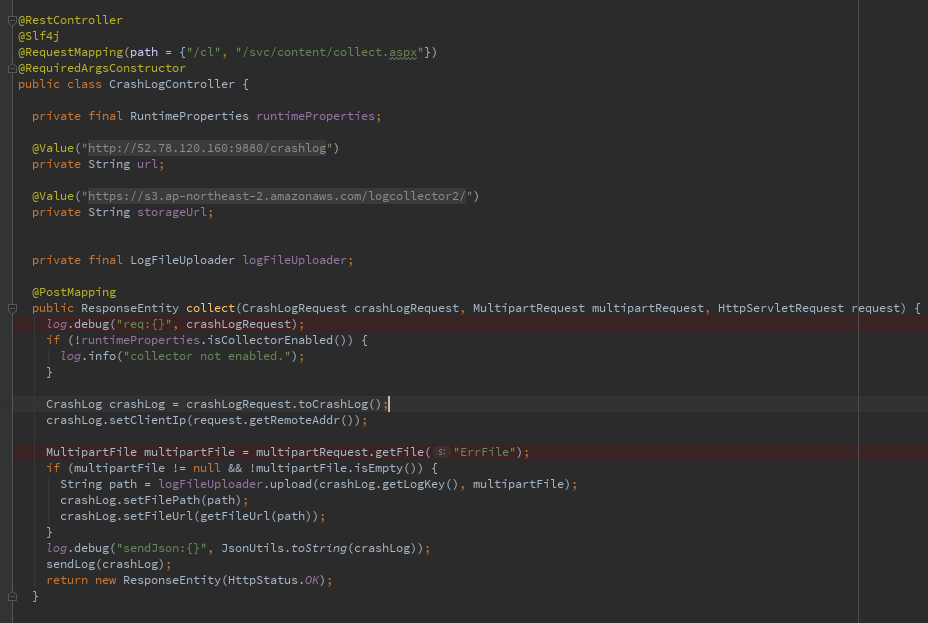 @RestController
@Slf4j
@RequestMapping(path = {"/cl", "/svc/content/collect.aspx"})
@RequiredArgsConstructor
public class CrashLogController {
private final RuntimeProperties runtimeProperties;
@Value("http://52.78.120.160:9880/crashlog")
private String url;
@Value("https://s3.ap-northeast-2.amazonaws.com/logcollector2/")
private String storageUrl;
private final LogFileUploader logFileUploader;
@PostMapping
public ResponseEntity collect(CrashLogRequest crashLogRequest, MultipartRequest multipartRequest, HttpServletRequest request) {
log.debug("req:{}", crashLogRequest);
if (!runtimeProperties.isCollectorEnabled()) {
log.info("collector not enabled.");
}
CrashLog crashLog = crashLogRequest.toCrashLog();
crashLog.setClientIp(request.getRemoteAddr());
MultipartFile multipartFile = multipartRequest.getFile( s: "ErrFile");
if (multipartFile != null && !multipartFile.isEmpty()) {
String path = logFileUploader.upload(crashLog.getLogKey(), multipartFile);
crashLog.setFilePath(path);
crashLog.setFileUrl(getFileUrl(path));
}
log.debug("sendJson:{}", JsonUtils.toString(crashLog));
sendLog(crashLog);
return new ResponseEntity(HttpStatus.OK);
}